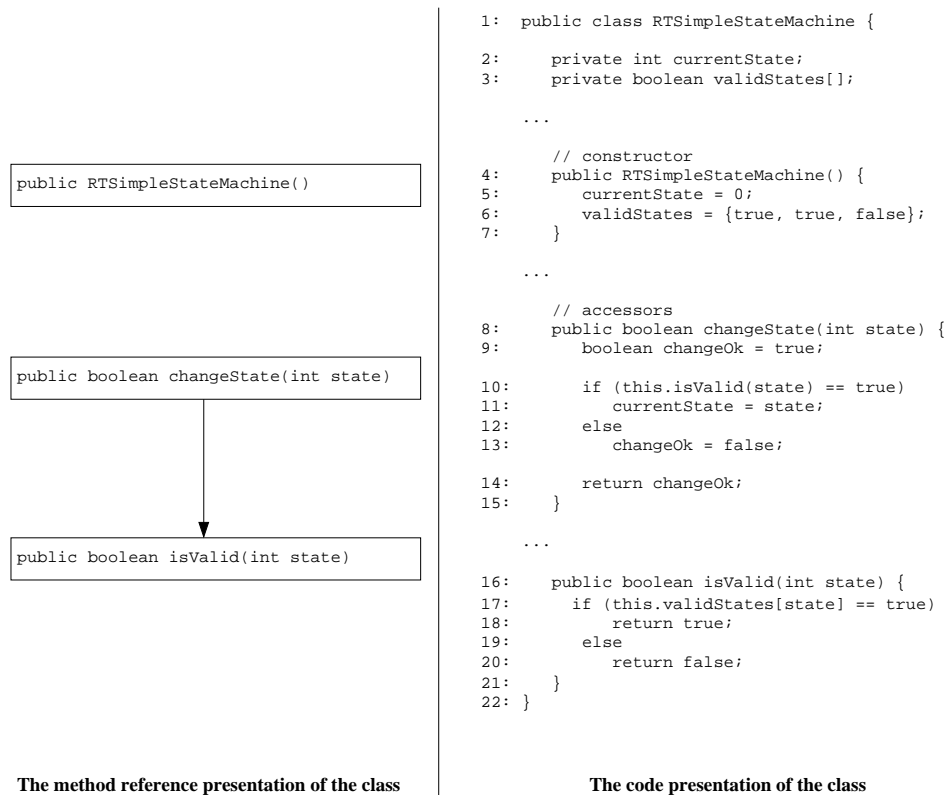 public RTSimpleStateMachine()
public boolean changeState(int state)
public boolean isValid(int state)
The method reference presentation of the class
1: public class RTSimpleStateMachine {
2: private int currentState;
3: private boolean validStates[];
...
// constructor
4: public RTSimpleStateMachine() {
5: currentState = 0;
6: validStates = {true, true, false};
7: }
...
// accessors
8: public boolean changeState(int state) {
9: boolean changeOk = true;
10: if (this.isValid(state) == true)
11: currentState = state;
12: else
13: changeOk = false;
14: return changeOk;
15: }
...
16: public boolean isValid(int state) {
17: if (this.validStates[state] == true)
18: return true;
19: else
20: return false;
21: }
22: }
The code presentation of the class